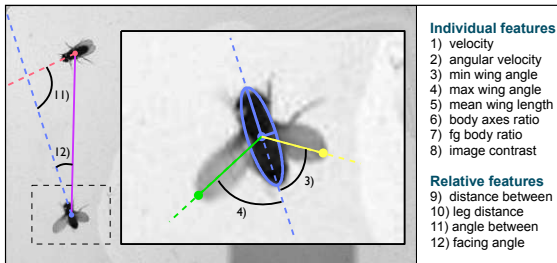 11)
12)
3)
4)
Individual features
1) velocity
2) angular velocity
3) min wing angle
4) max wing angle
5) mean wing length
6) body axes ratio
7) fg body ratio
8) image contrast
Relative features
9) distance between
10) leg distance
11) angle between
12) facing angle